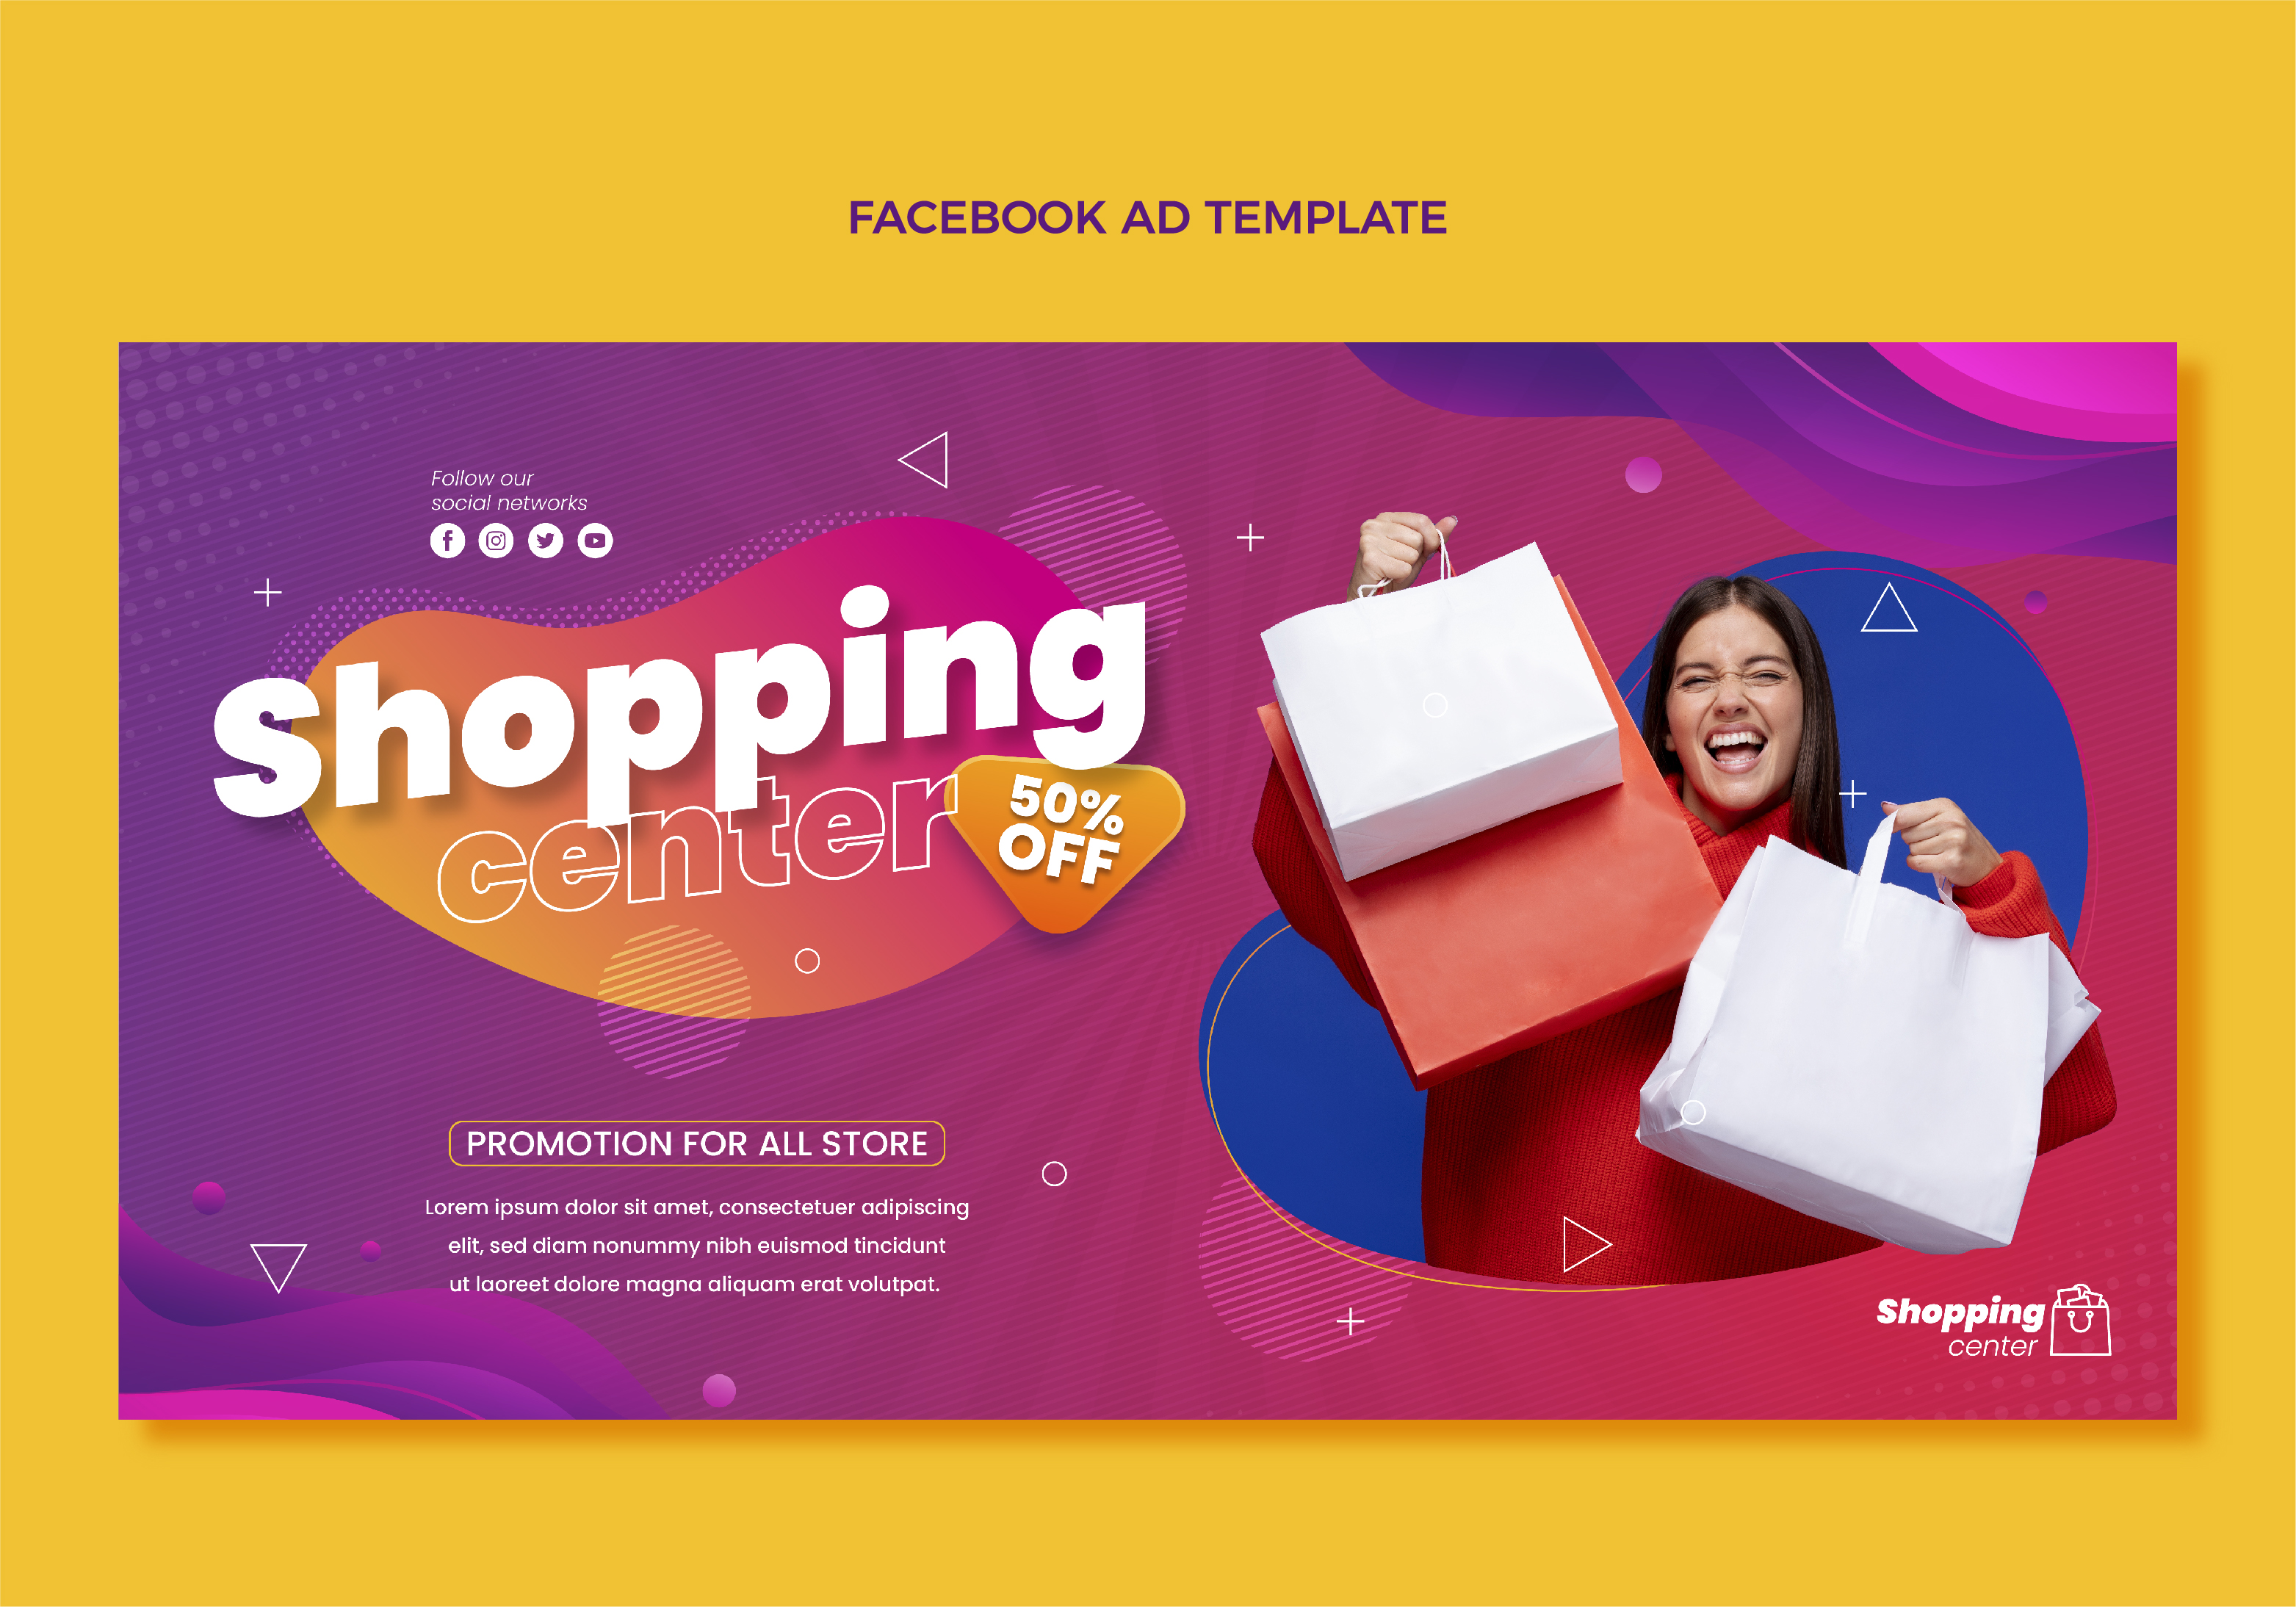 FACEBOOK AD TEMPLATE
Follow our
social networks
Shopping
center
50%
OFF
PROMOTION FOR ALL STORE
Lorem ipsum dolor sit amet, consectetuer adipiscing
elit, sed diam nonummy nibh euismod tincidunt
ut laoreet dolore magna aliquam erat volutpat.
Shopping
center